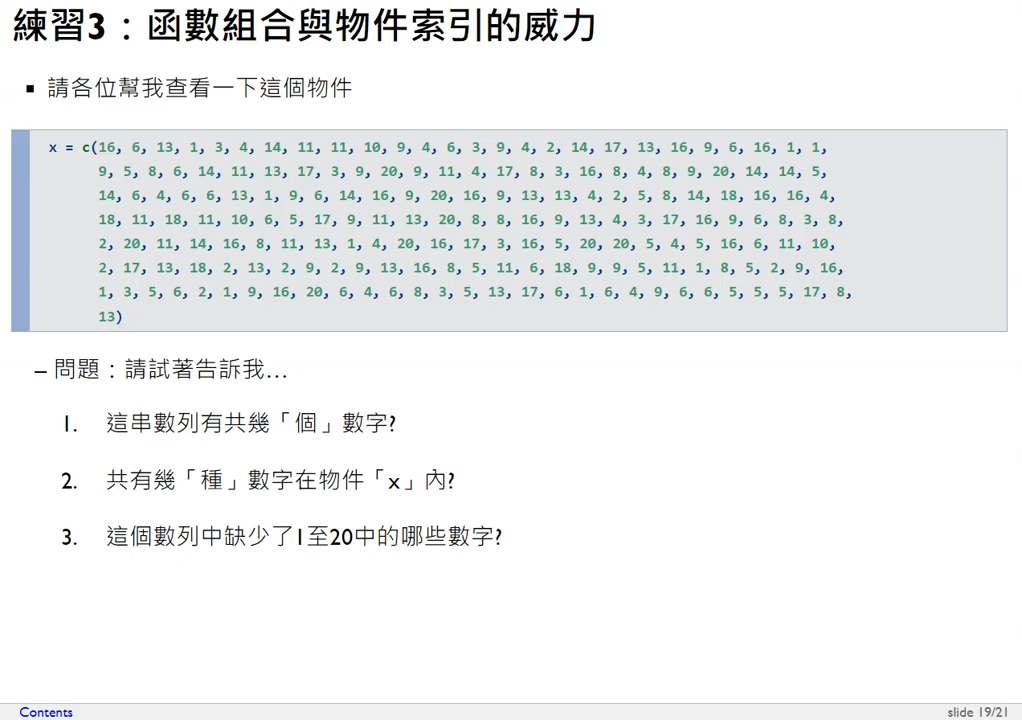 練習3：函數組合與物件索引的威力
▪ 請各位幫我查看一下這個物件
x = c(16, 6, 13, 1, 3, 4, 14, 11, 11, 10, 9, 4, 6, 3, 9, 4, 2, 14, 17, 13, 16, 9, 6, 16, 1, 1,
9, 5, 8, 6, 14, 11, 13, 17, 3, 9, 20, 9, 11, 4, 17, 8, 3, 16, 8, 4, 8, 9, 20, 14, 14, 5,
14, 6, 4, 6, 6, 13, 1, 9, 6, 14, 16, 9, 20, 16, 9, 13, 13, 4, 2, 5, 8, 14, 18, 16, 16, 4,
18, 11, 18, 11, 10, 6, 5, 17, 9, 11, 13, 20, 8, 8, 16, 9, 13, 4, 3, 17, 16, 9, 6, 8, 3, 8,
2, 20, 11, 14, 16, 8, 11, 13, 1, 4, 20, 16, 17, 3, 16, 5, 20, 20, 5, 4, 5, 16, 6, 11, 10,
2, 17, 13, 18, 2, 13, 2, 9, 2, 9, 13, 16, 8, 5, 11, 6, 18, 9, 9, 5, 11, 1, 8, 5, 2, 9, 16,
1, 3, 5, 6, 2, 1, 9, 16, 20, 6, 4, 6, 8, 3, 5, 13, 17, 6, 1, 6, 4, 9, 6, 6, 5, 5, 5, 17, 8,
13)
– 問題：請試著告訴我…
1. 這串數列有共幾「個」數字?
2. 共有幾「種」數字在物件「x」內?
3. 這個數列中缺少了1至20中的哪些數字?
Contents
slide 19/21